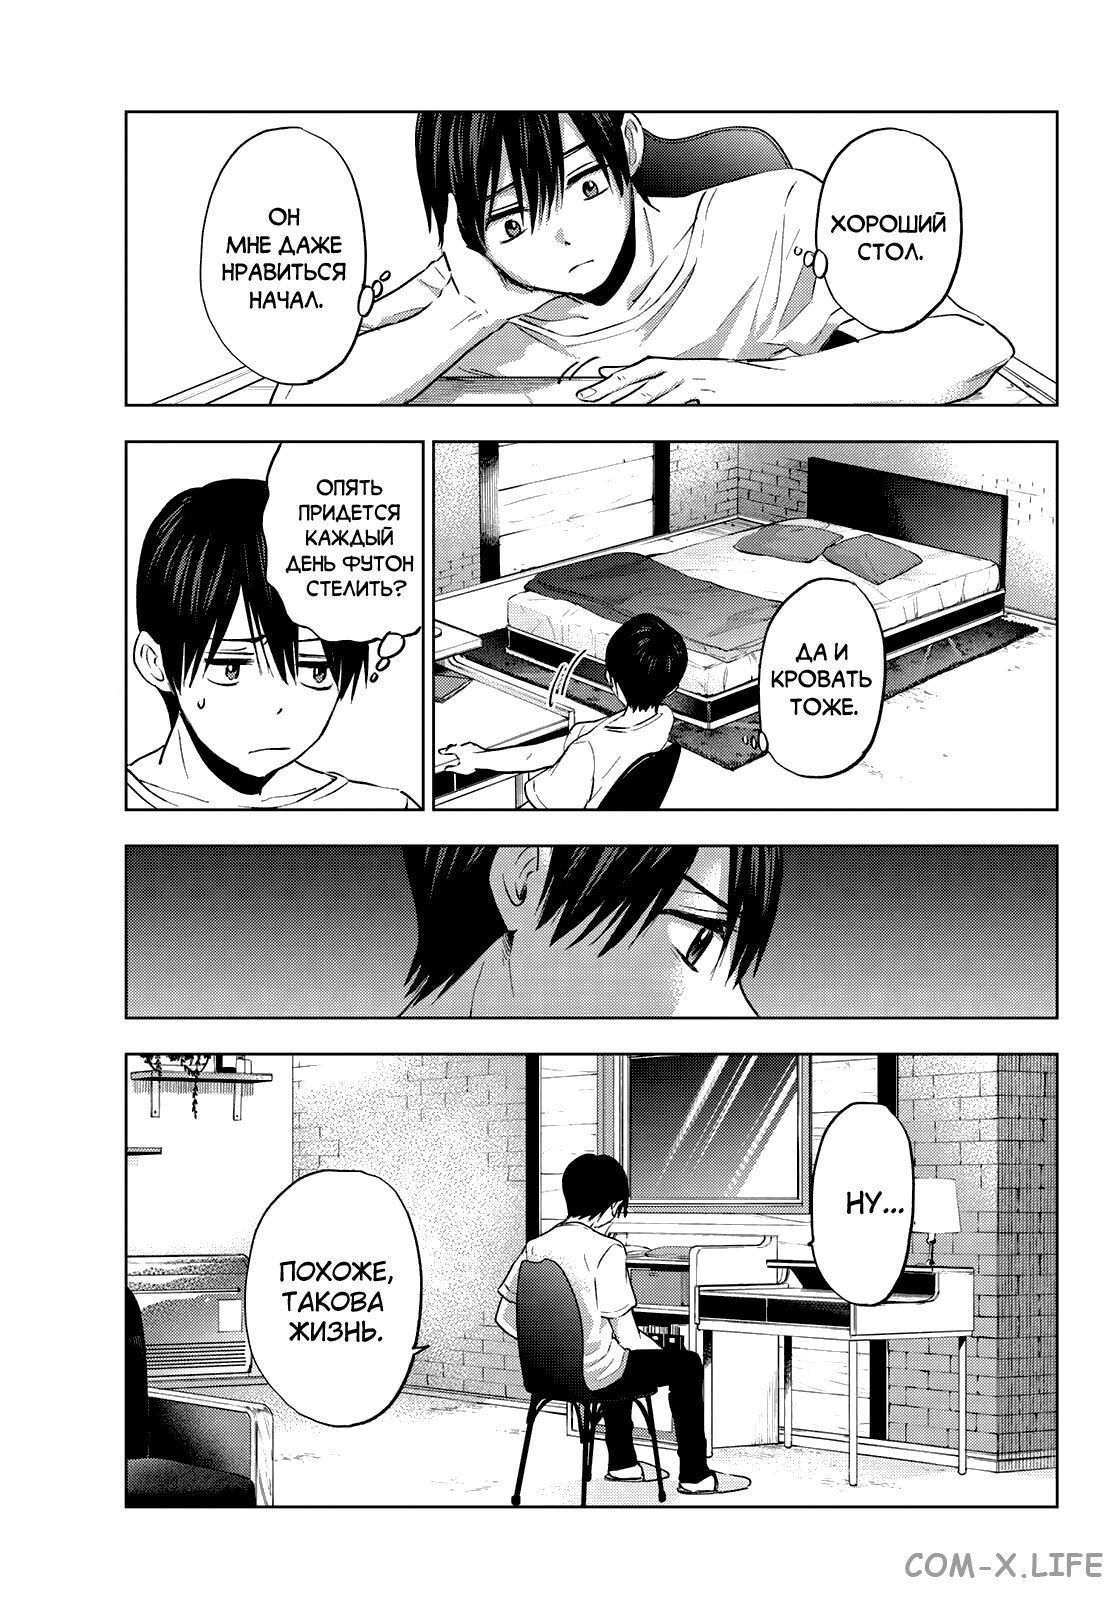 ХОРОШИЙ
СТОЛ.
ОН
МНЕ ДАЖЕ
НРАВИТЬСЯ
НАЧАЛ.
ДА И
КРОВАТЬ
ТОЖЕ.
ОПЯТЬ
ПРИДЕТСЯ
КАЖДЫЙ
ДЕНЬ ФУТОН
СТЕЛИТЬ?
НУ...
ПОХОЖЕ,
ТАКОВА
ЖИЗНЬ.
COM-X.LIFE